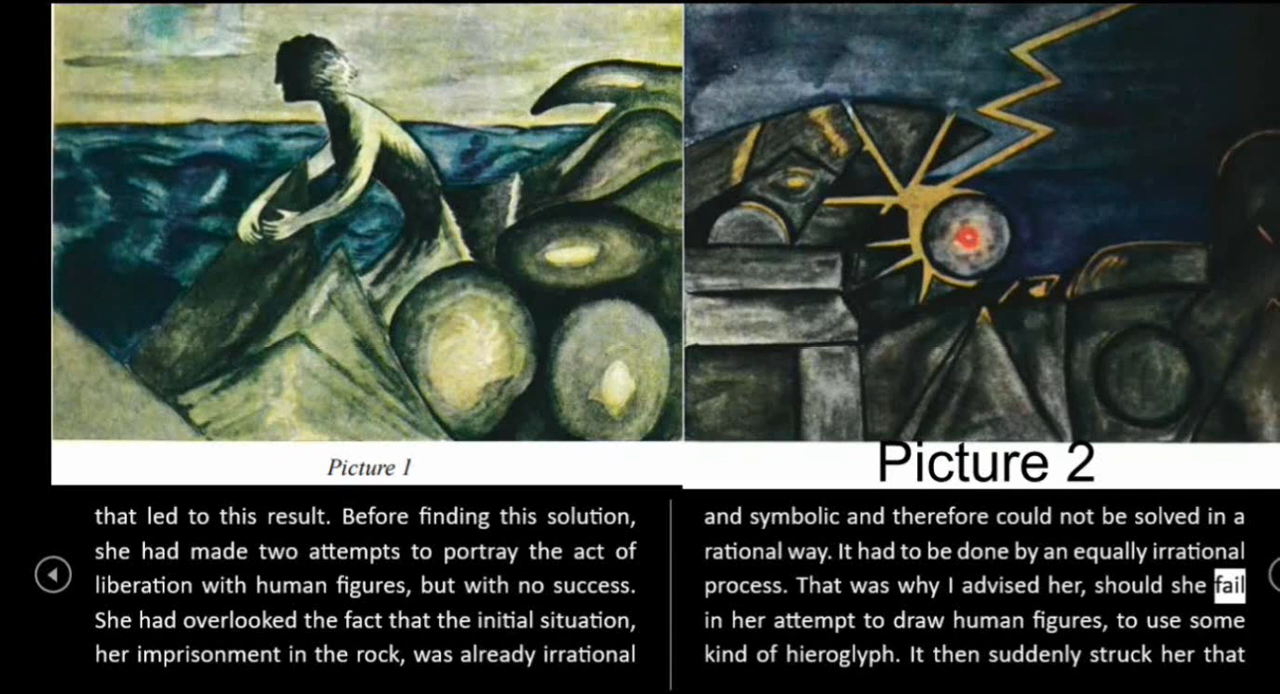 Picture 1
Picture 2
that led to this result. Before finding this solution,
she had made two attempts to portray the act of
liberation with human figures, but with no success.
She had overlooked the fact that the initial situation,
her imprisonment in the rock, was already irrational
and symbolic and therefore could not be solved in a
rational way. It had to be done by an equally irrational
process. That was why I advised her, should she fail
in her attempt to draw human figures, to use some
kind of hieroglyph. It then suddenly struck her that